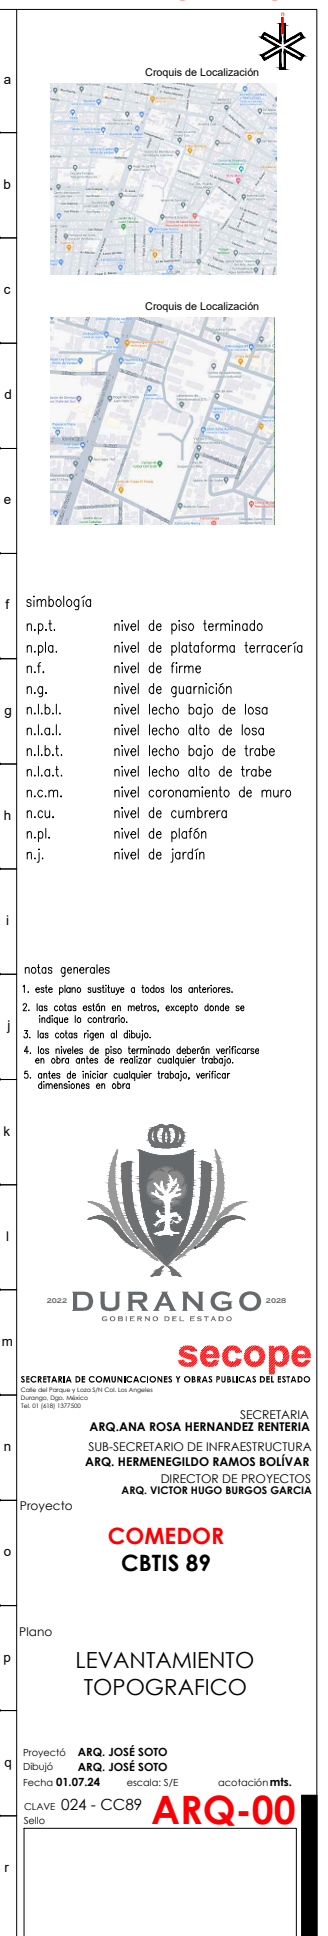 a
Croquis de Localización
b
c
Croquis de Localización
d
e
f
simbología
n.p.t. nivel de piso terminado
n.pla. nivel de plataforma terracería
n.f. nivel de firme
n.g. nivel de guarnición
g
n.l.b.l. nivel lecho bajo de losa
n.l.a.l. nivel lecho alto de losa
n.l.b.t. nivel lecho bajo de trabe
n.l.a.t. nivel lecho alto de trabe
n.c.m. nivel coronamiento de muro
h
n.cu. nivel de cumbrera
n.pl. nivel de plafón
n.j. nivel de jardín
i
notas generales
1. este plano sustituye a todos los anteriores.
2. las cotas están en metros, excepto donde se
indique lo contrario.
j
3. las cotas rigen al dibujo.
4. los niveles de piso terminado deberán verificarse
en obra antes de realizar cualquier trabajo.
5. antes de iniciar cualquier trabajo, verificar
dimensiones en obra
k
l
2022 DURANGO 2028
GOBIERNO DEL ESTADO
m
secope
SECRETARIA DE COMUNICACIONES Y OBRAS PUBLICAS DEL ESTADO
Calle del Parque y Loza S/N Col. Los Angeles
Durango, Dgo. México
Tel. 01 (618) 1377500
SECRETARIA
ARQ.ANA ROSA HERNANDEZ RENTERIA
n
SUB-SECRETARIO DE INFRAESTRUCTURA
ARQ. HERMENEGILDO RAMOS BOLÍVAR
DIRECTOR DE PROYECTOS
ARQ. VICTOR HUGO BURGOS GARCIA
Proyecto
COMEDOR
o
CBTIS 89
Plano
p
LEVANTAMIENTO
TOPOGRAFICO
q
Proyectó ARQ. JOSÉ SOTO
Dibujó ARQ. JOSÉ SOTO
Fecha 01.07.24 escala: S/E acotación mts.
CLAVE 024 - CC89 ARQ-00
Sello
r